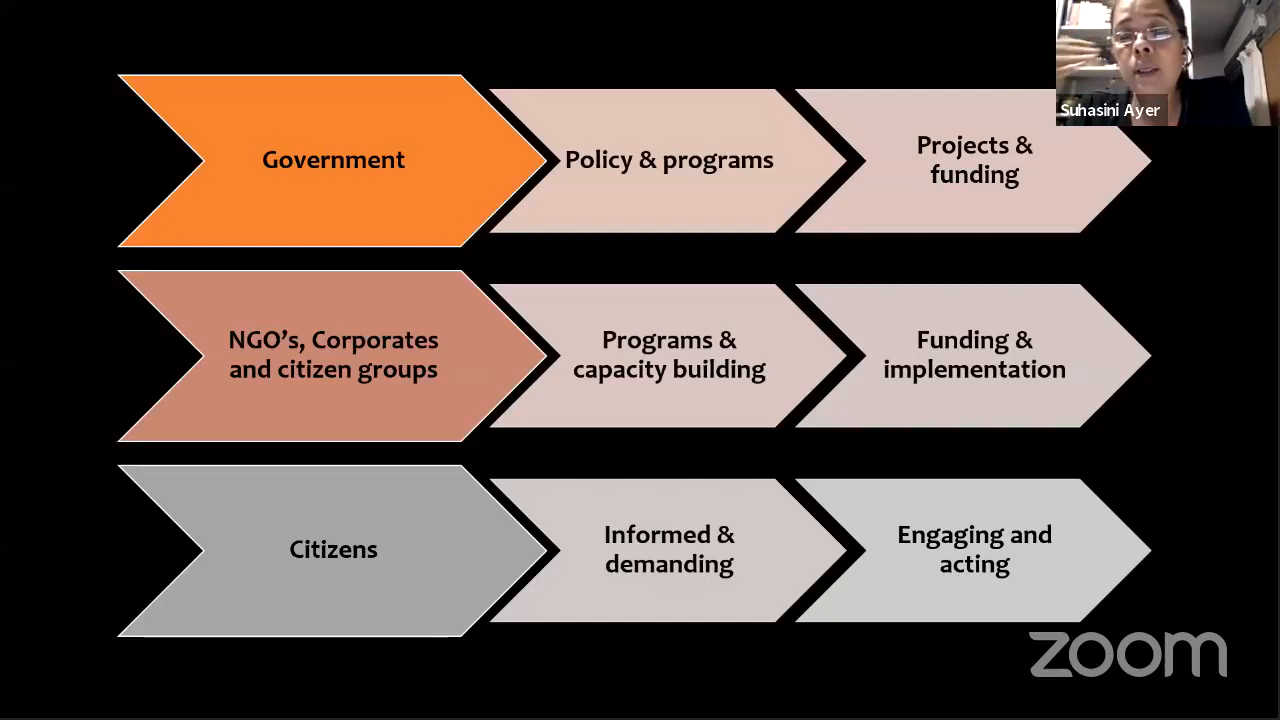 Suhasini Ayer
Government
Policy & programs
Projects &
funding
NGO's, Corporates
and citizen groups
Programs &
capacity building
Funding &
implementation
Citizens
Informed &
demanding
Engaging and
acting
zoom